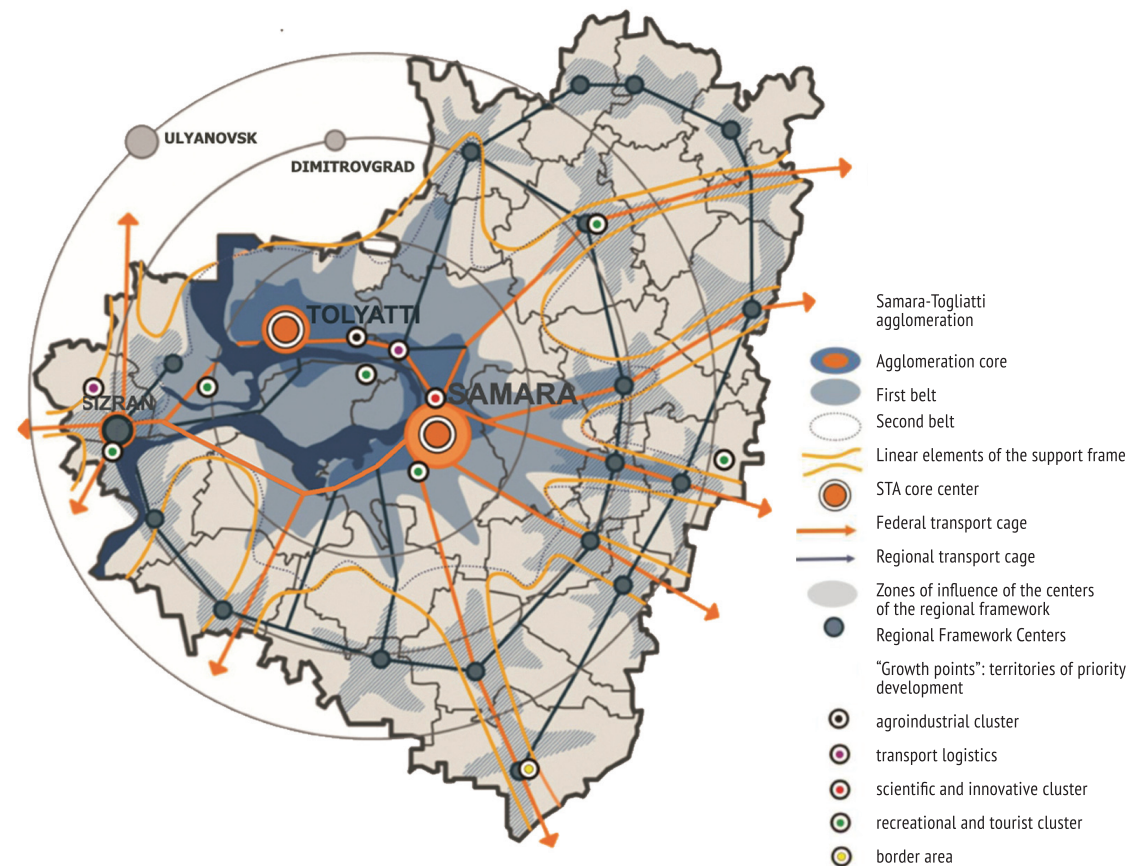 ULYANOVSK
DIMITROVGRAD
TOLYATTI
SAMARA
SIZRAN
Samara-Togliatti
agglomeration
Agglomeration core
First belt
Second belt
Linear elements of the support frame
STA core center
Federal transport cage
Regional transport cage
Zones of influence of the centers
of the regional framework
Regional Framework Centers
“Growth points”: territories of priority
development
agroindustrial cluster
transport logistics
scientific and innovative cluster
recreational and tourist cluster
border area